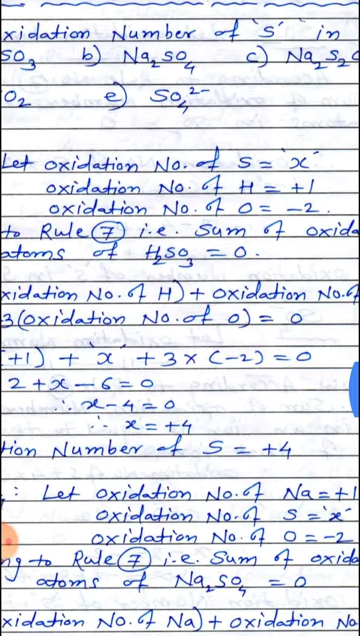 xidation Number of 'S' in
SO3 b) Na2SO4 c) Na2S2
O2 e) SO4^2-
Let oxidation No. of S = 'x'
oxidation No. of H = +1
oxidation No. of O = -2.
to Rule (7) i.e. Sum of oxida
atoms of H2SO3 = 0.
xidation No. of H) + oxidation No. of
3(oxidation No. of O) = 0
+1) + 'x' + 3 x (-2) = 0
2 + x - 6 = 0
∴ x - 4 = 0
∴ x = +4
tion Number of S = +4
: Let oxidation No. of Na = +1
oxidation No. of S = 'x'
oxidation No. of O = -2
ng to Rule (7) i.e. Sum of oxida
atoms of Na2SO4 = 0
xidation No. of Na) + oxidation No